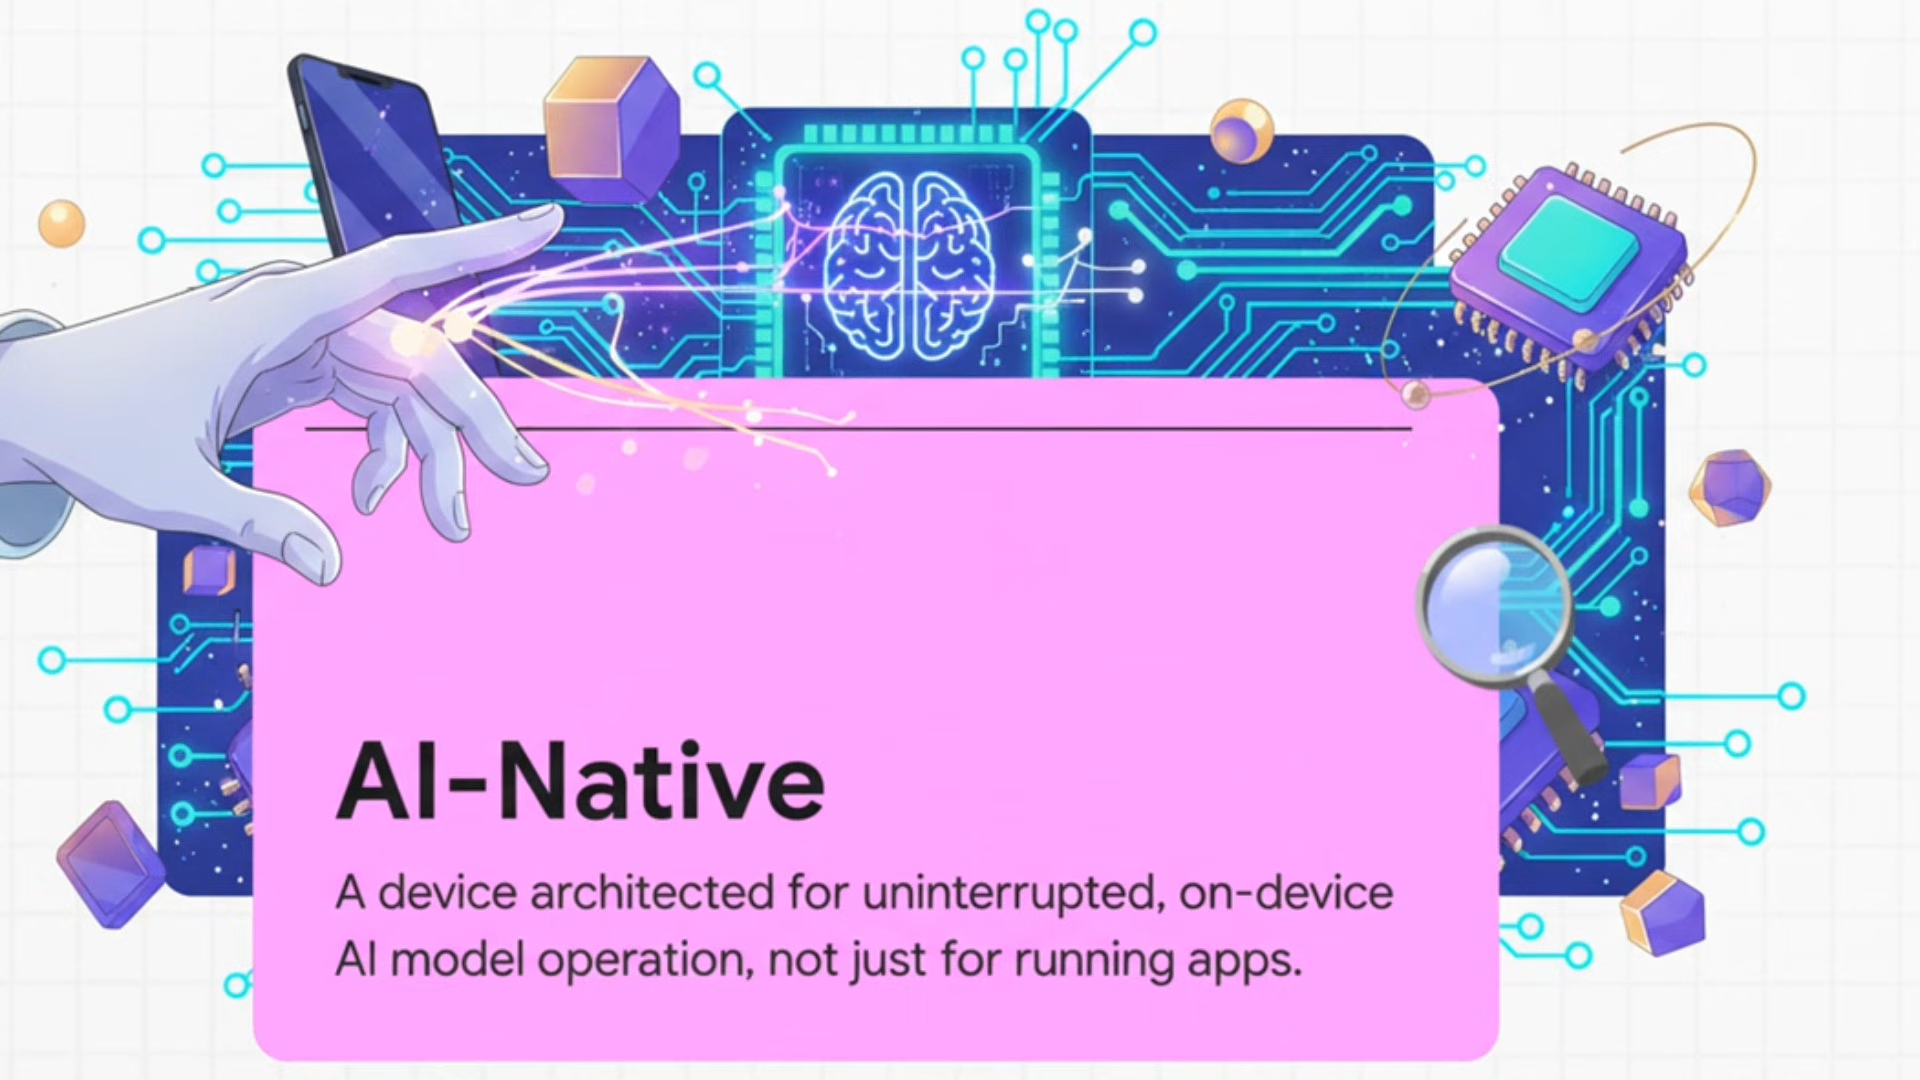 AI-Native
A device architected for uninterrupted, on-device
AI model operation, not just for running apps.